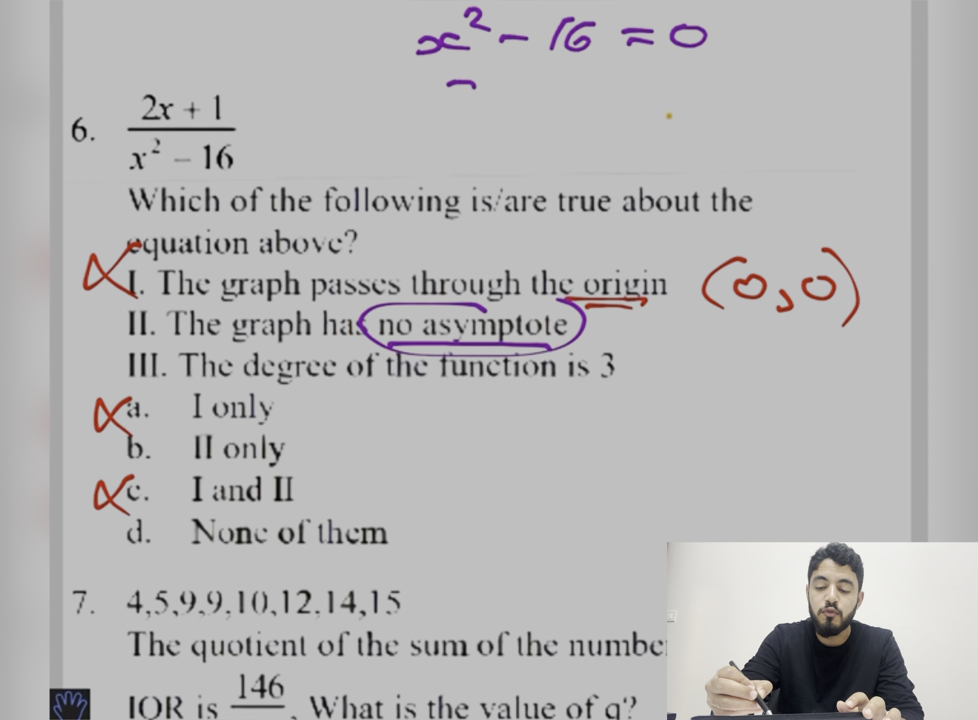 x² - 16 = 0
6. 2x + 1
x² - 16
Which of the following is/are true about the
equation above?
I. The graph passes through the origin (0,0)
II. The graph has no asymptote
III. The degree of the function is 3
a. I only
b. II only
c. I and II
d. None of them
7. 4,5,9,9,10,12,14,15
The quotient of the sum of the number
IQR is 146. What is the value of q?